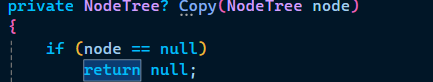 private NodeTree? Copy(NodeTree node)
{
if (node == null)
return null;